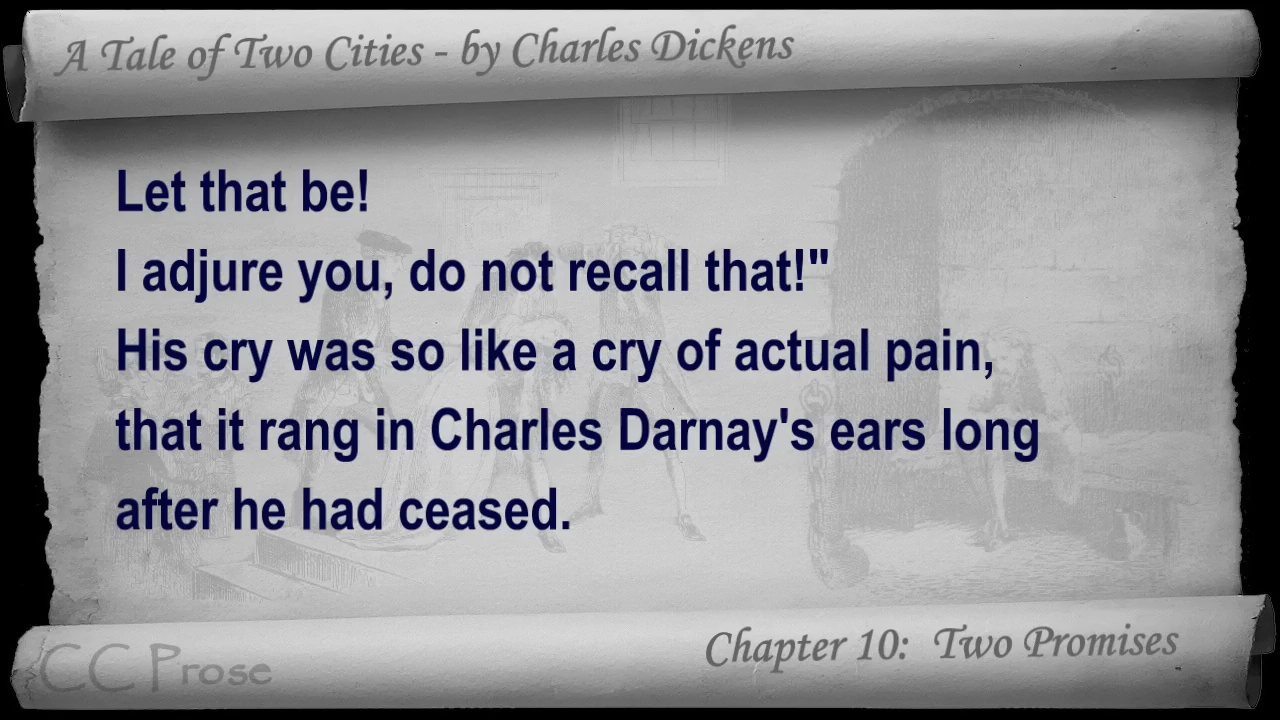 A Tale of Two Cities - by Charles Dickens
Let that be!
I adjure you, do not recall that!"
His cry was so like a cry of actual pain,
that it rang in Charles Darnay's ears long
after he had ceased.
Chapter 10: Two Promises
CC Prose